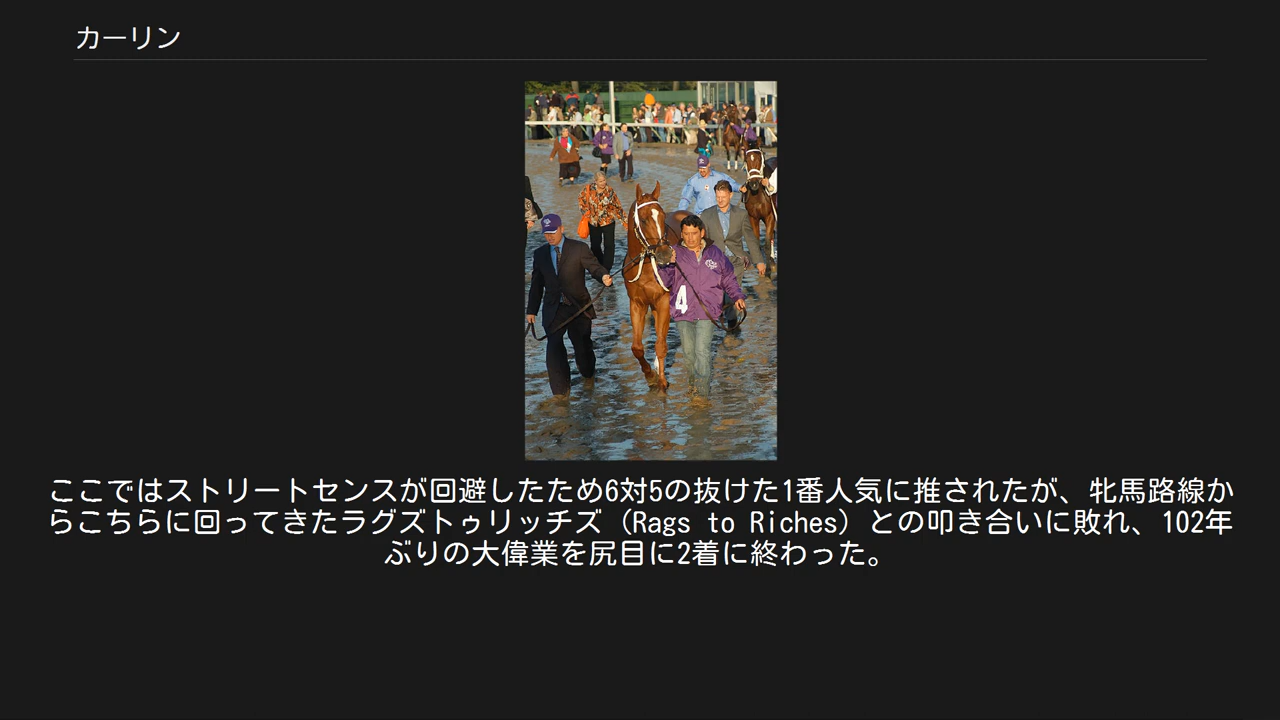 カーリン
4
ここではストリートセンスが回避したため6対5の抜けた1番人気に推されたが、牝馬路線か
らこちらに回ってきたラグズトゥリッチズ（Rags to Riches）との叩き合いに敗れ、102年
ぶりの大偉業を尻目に2着に終わった。